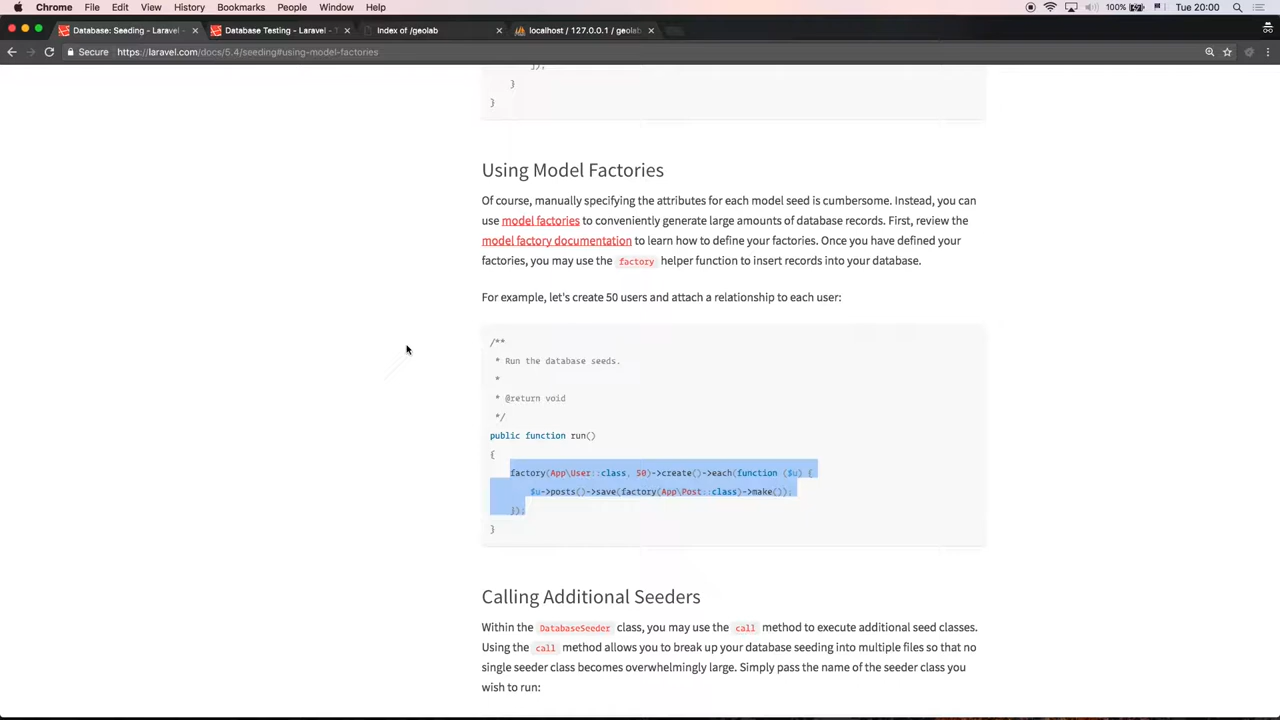 Chrome File Edit View History Bookmarks People Window Help 100% Tue 20:00
Database: Seeding - Laravel - Database Testing - Laravel - T Index of /geolab localhost / 127.0.0.1 / geolab
Secure https://laravel.com/docs/5.4/seeding#using-model-factories
});
}
}
Using Model Factories
Of course, manually specifying the attributes for each model seed is cumbersome. Instead, you can
use model factories to conveniently generate large amounts of database records. First, review the
model factory documentation to learn how to define your factories. Once you have defined your
factories, you may use the factory helper function to insert records into your database.
For example, let's create 50 users and attach a relationship to each user:
/**
* Run the database seeds.
*
* @return void
*/
public function run()
{
factory(App\User::class, 50)->create()->each(function ($u) {
$u->posts()->save(factory(App\Post::class)->make());
});
}
Calling Additional Seeders
Within the DatabaseSeeder class, you may use the call method to execute additional seed classes.
Using the call method allows you to break up your database seeding into multiple files so that no
single seeder class becomes overwhelmingly large. Simply pass the name of the seeder class you
wish to run: